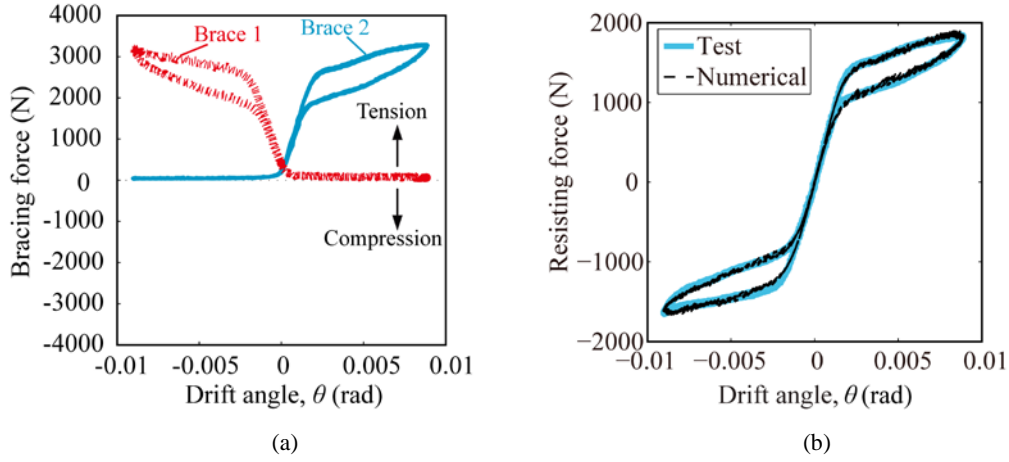 4000
3000
2000
1000
0
-1000
-2000
-3000
-4000
Bracing force (N)
Brace 1
Brace 2
Tension
Compression
-0.01
-0.005
0
0.005
0.01
Drift angle, θ (rad)
(a)
2000
1000
0
−1000
−2000
Resisting force (N)
Test
Numerical
−0.01
−0.005
0
0.005
0.01
Drift angle, θ (rad)
(b)